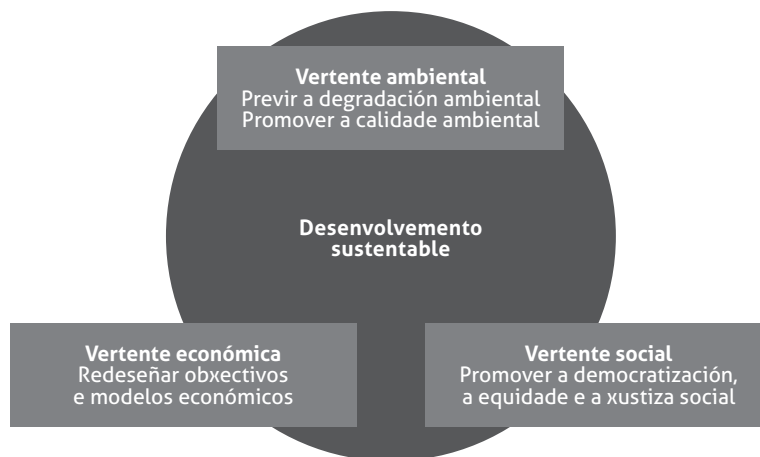 Vertente ambiental
Previr a degradación ambiental
Promover a calidade ambiental
Desenvolvemento
sustentable
Vertente económica
Redeseñar obxectivos
e modelos económicos
Vertente social
Promover a democratización,
a equidade e a xustiza social